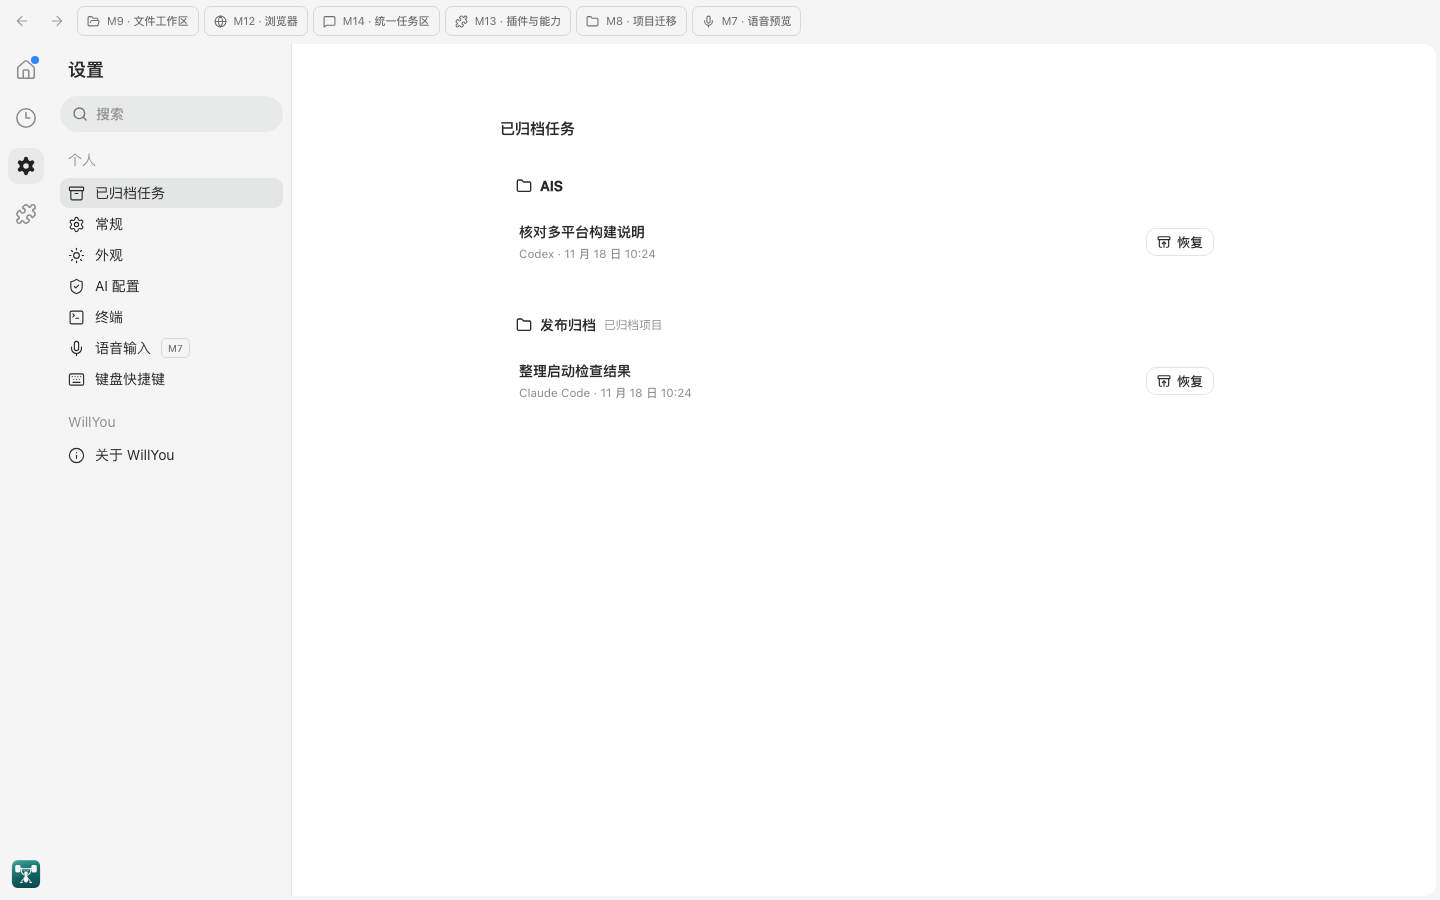 M9 · 文件工作区
M12 · 浏览器
M14 · 统一任务区
M13 · 插件与能力
M8 · 项目迁移
M7 · 语音预览
设置
搜索
个人
已归档任务
常规
外观
AI 配置
终端
语音输入 M7
键盘快捷键
WillYou
关于 WillYou
已归档任务
AIS
核对多平台构建说明
Codex · 11 月 18 日 10:24
恢复
发布归档 已归档项目
整理启动检查结果
Claude Code · 11 月 18 日 10:24
恢复